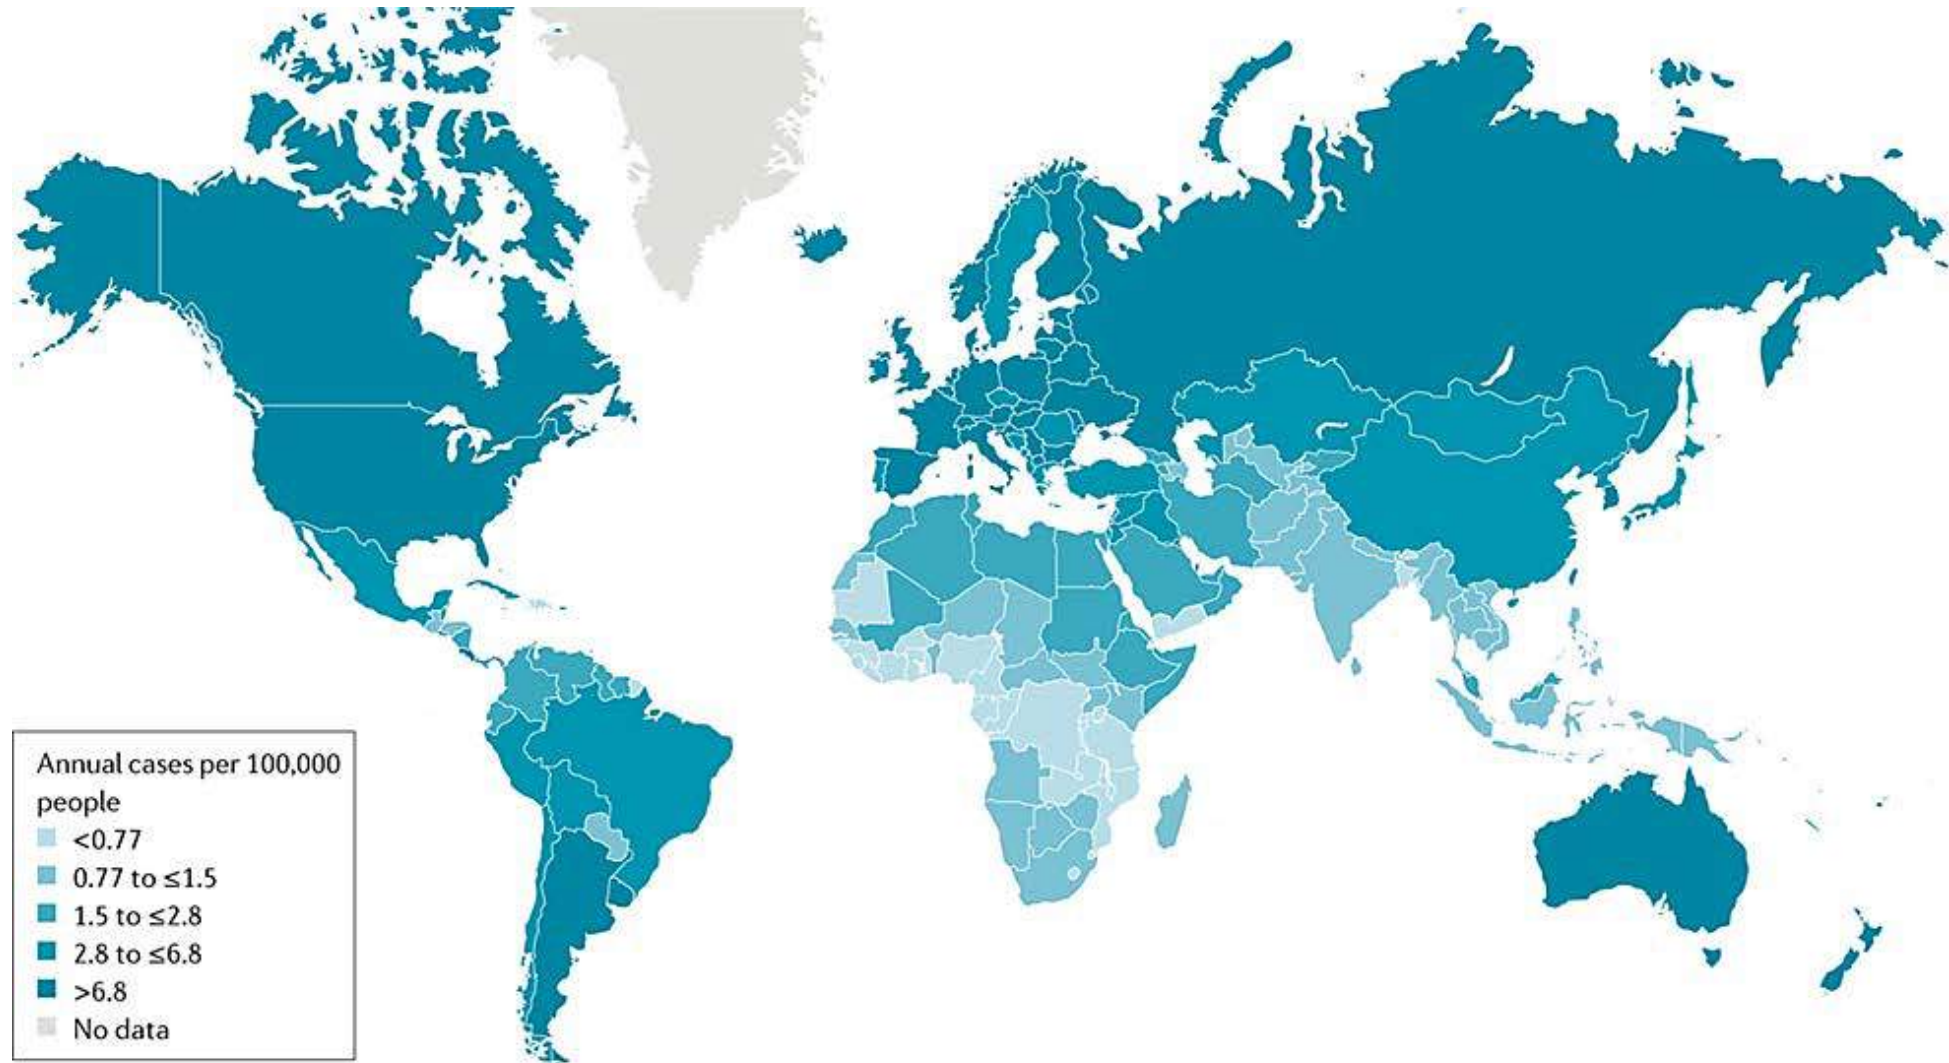 Annual cases per 100,000
people
<0.77
0.77 to ≤1.5
1.5 to ≤2.8
2.8 to ≤6.8
>6.8
No data